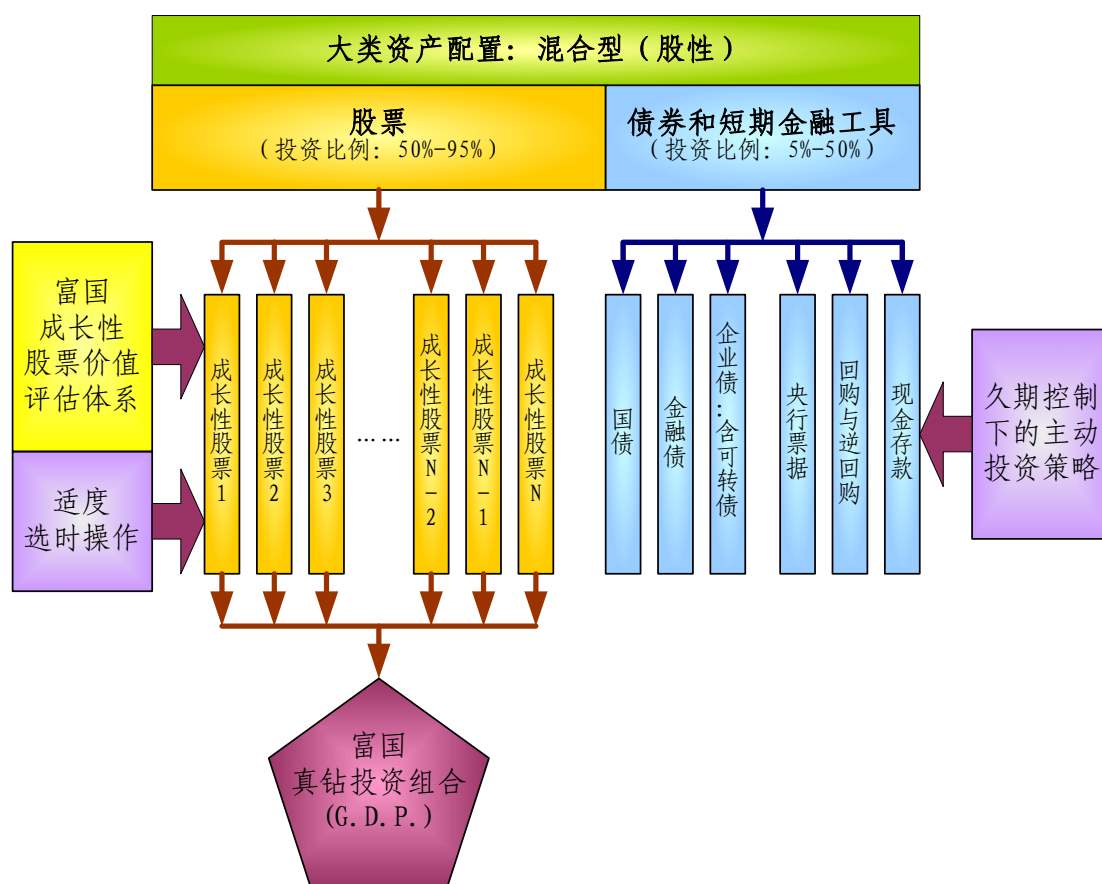 大类资产配置：混合型（股性）
股票
（投资比例：50%-95%）
债券和短期金融工具
（投资比例：5%-50%）
富国
成长性
股票价值
评估体系
适度
选时操作
成长性股票1
成长性股票2
成长性股票3
……
成长性股票N-2
成长性股票N-1
成长性股票N
国债
金融债
企业债：含可转债
央行票据
回购与逆回购
现金存款
久期控制
下的主动
投资策略
富国
真钻投资组合
(G.D.P.)